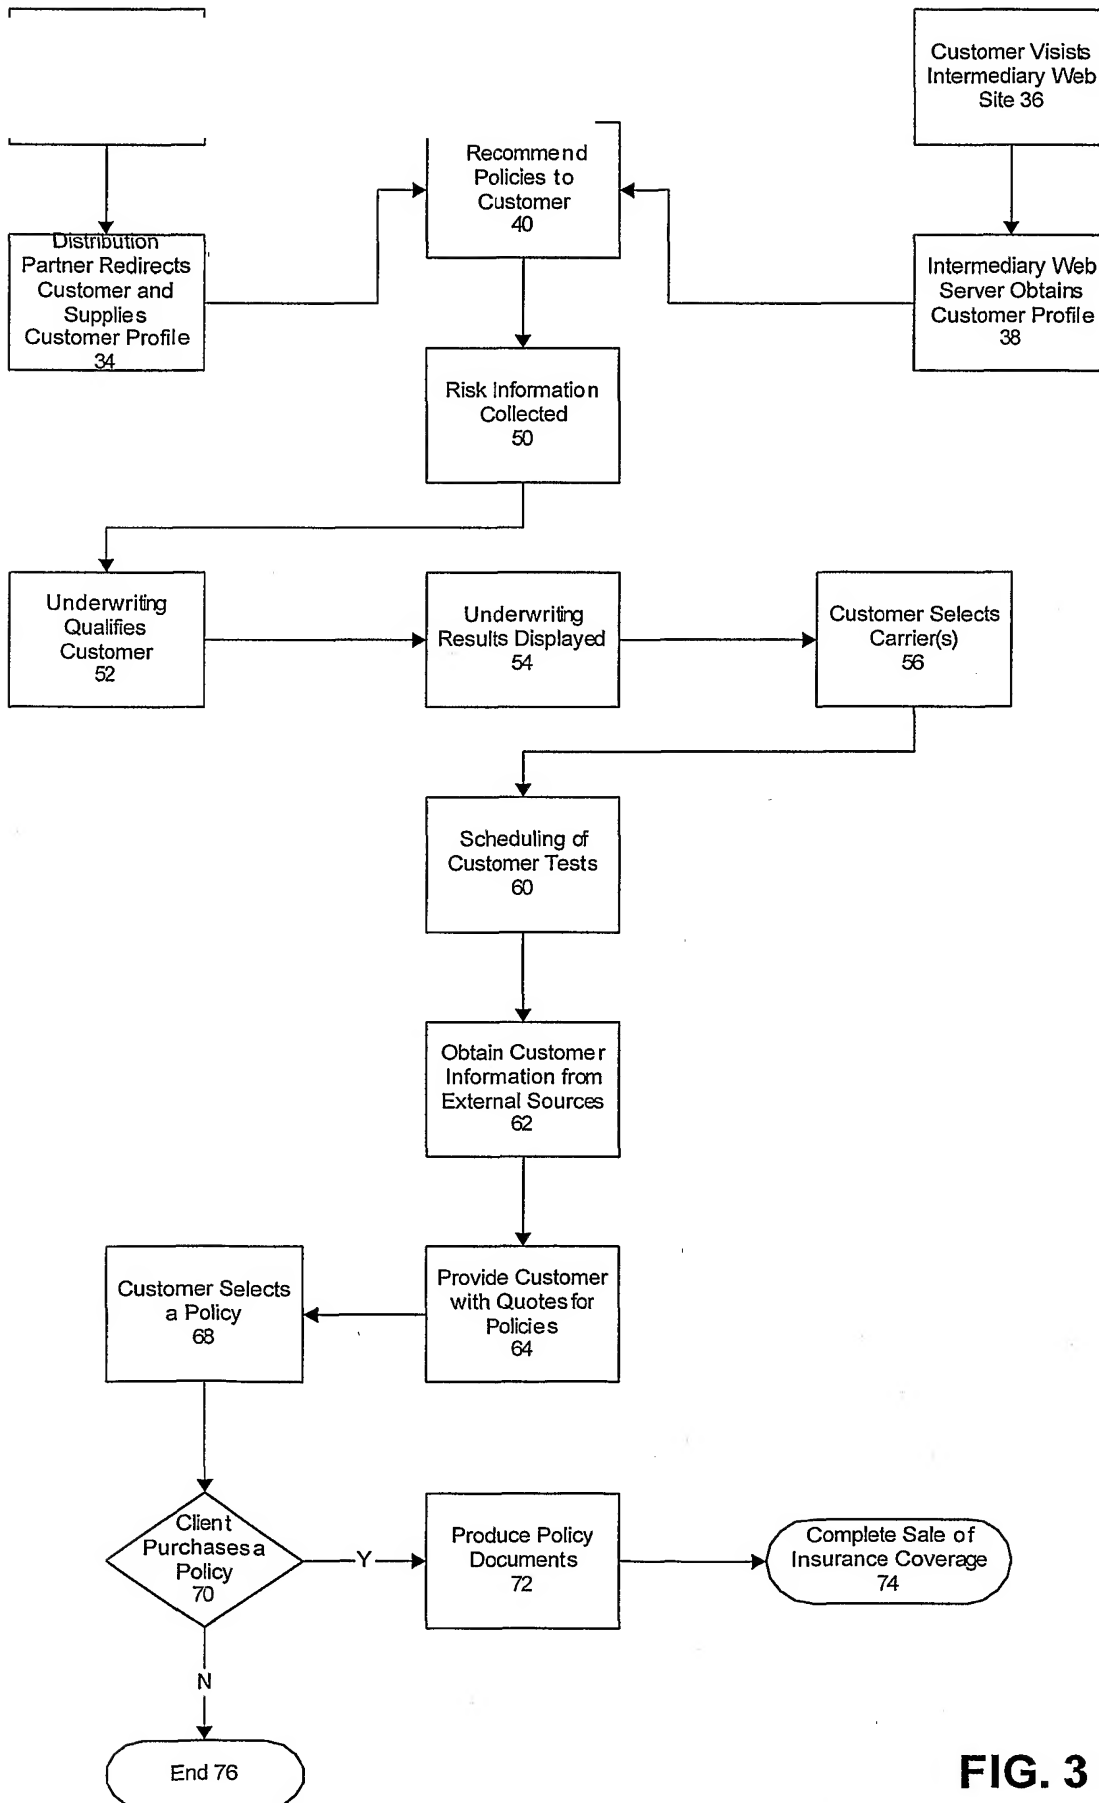 Customer Visists
Intermediary Web
Site 36
Recommend
Policies to
Customer
40
Distribution
Partner Redirects
Customer and
Supplies
Customer Profile
34
Intermediary Web
Server Obtains
Customer Profile
38
Risk Information
Collected
50
Underwriting
Qualifies
Customer
52
Underwriting
Results Displayed
54
Customer Selects
Carrier(s)
56
Scheduling of
Customer Tests
60
Obtain Customer
Information from
External Sources
62
Customer Selects
a Policy
68
Provide Customer
with Quotes for
Policies
64
Client
Purchases a
Policy
70
Y
Produce Policy
Documents
72
Complete Sale of
Insurance Coverage
74
N
End 76
FIG. 3